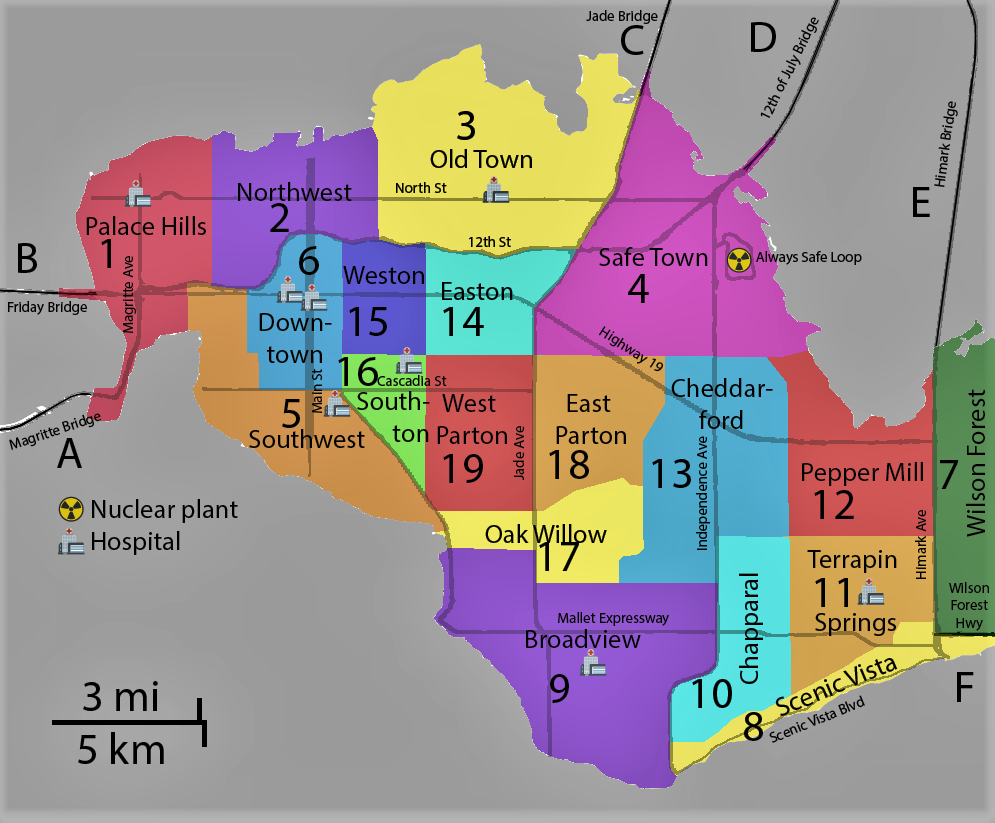 Jade Bridge
C
D
12th of July Bridge
3
Old Town
North St
Himark Bridge
Northwest
2
E
Palace Hills
1
12th St
B
6
Weston
Safe Town
4
Always Safe Loop
Easton
14
Friday Bridge
Magritte Ave
Down-
town
15
Highway 19
16
Cascadia St
South-
ton
Main St
5
Southwest
West
Parton
19
Jade Ave
East
Parton
18
Cheddar-
ford
13
Independence Ave
Magritte Bridge
A
Pepper Mill
12
7
Wilson Forest
Nuclear plant
Hospital
Oak Willow
17
Himark Ave
Terrapin
11
Springs
Wilson
Forest
Hwy
Chapparal
10
Mallet Expressway
Broadview
9
Scenic Vista
8
Scenic Vista Blvd
F
3 mi
5 km